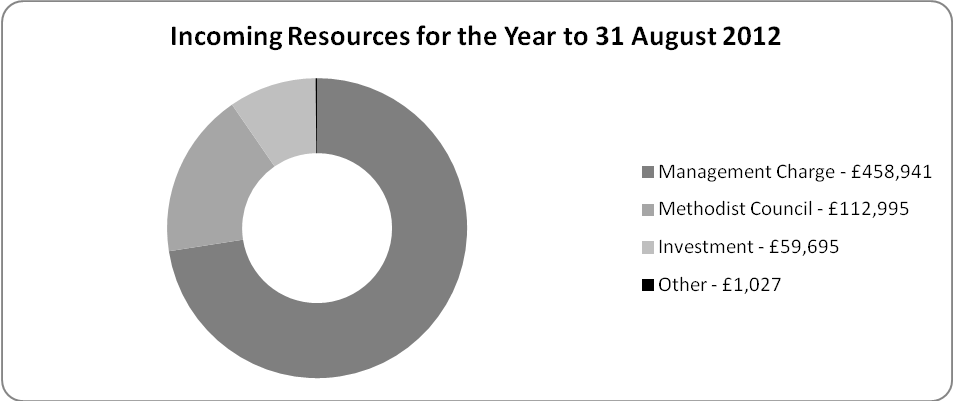 Incoming Resources for the Year to 31 August 2012
Management Charge - £458,941
Methodist Council - £112,995
Investment - £59,695
Other - £1,027